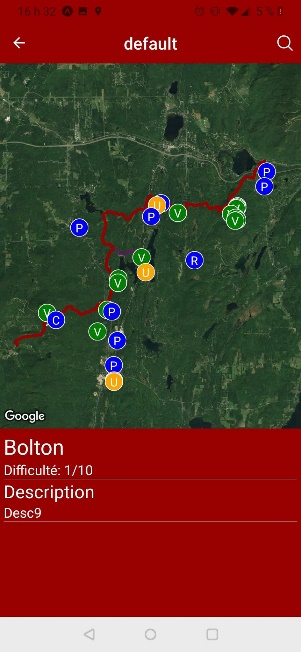 16 h 32
5 %
default
P
P
U
P
V
V
P
V
R
U
V
V
C
P
V
P
P
U
Google
Bolton
Difficulté: 1/10
Description
Desc9